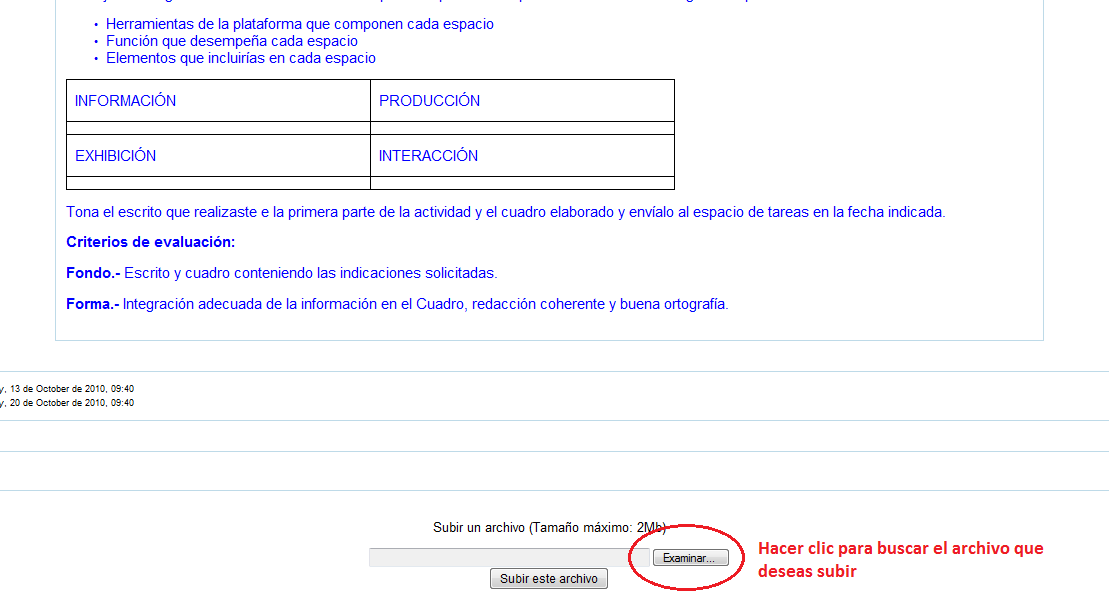 Herramientas de la plataforma que componen cada espacio
Función que desempeña cada espacio
Elementos que incluirías en cada espacio
INFORMACIÓN PRODUCCIÓN
EXHIBICIÓN INTERACCIÓN
Tona el escrito que realizaste e la primera parte de la actividad y el cuadro elaborado y envíalo al espacio de tareas en la fecha indicada.
Criterios de evaluación:
Fondo.- Escrito y cuadro conteniendo las indicaciones solicitadas.
Forma.- Integración adecuada de la información en el Cuadro, redacción coherente y buena ortografía.
y, 13 de October de 2010, 09:40
y, 20 de October de 2010, 09:40
Subir un archivo (Tamaño máximo: 2Mb)
Examinar...
Subir este archivo
Hacer clic para buscar el archivo que
deseas subir